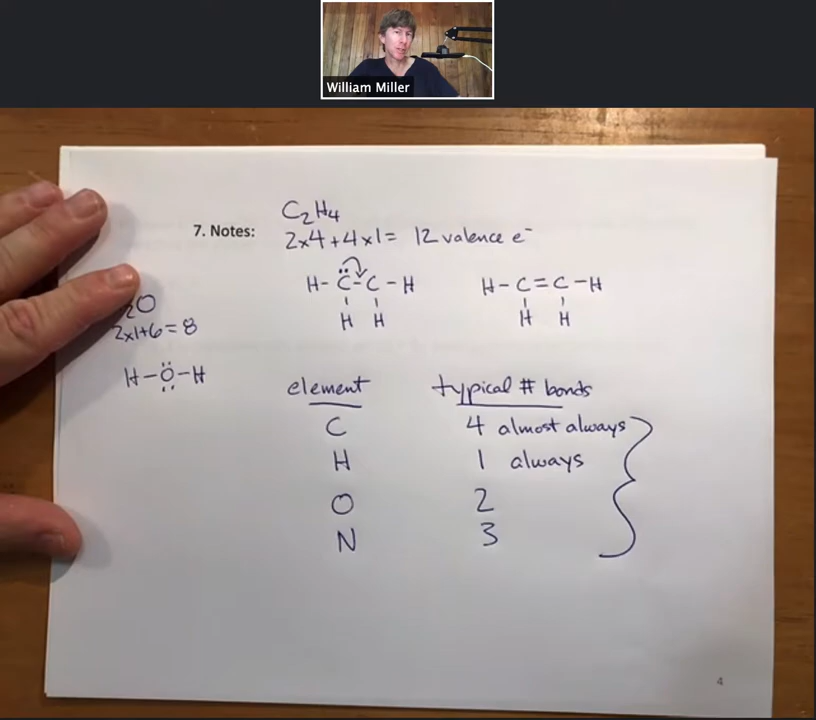 William Miller
7. Notes:
C₂H₄
2x4+4x1= 12 valence e⁻
H-C̈-C-H
H H
H-C=C-H
H H
₂O
2x1+6=8
H-Ö-H
element typical # bonds
C 4 almost always
H 1 always
O 2
N 3
4